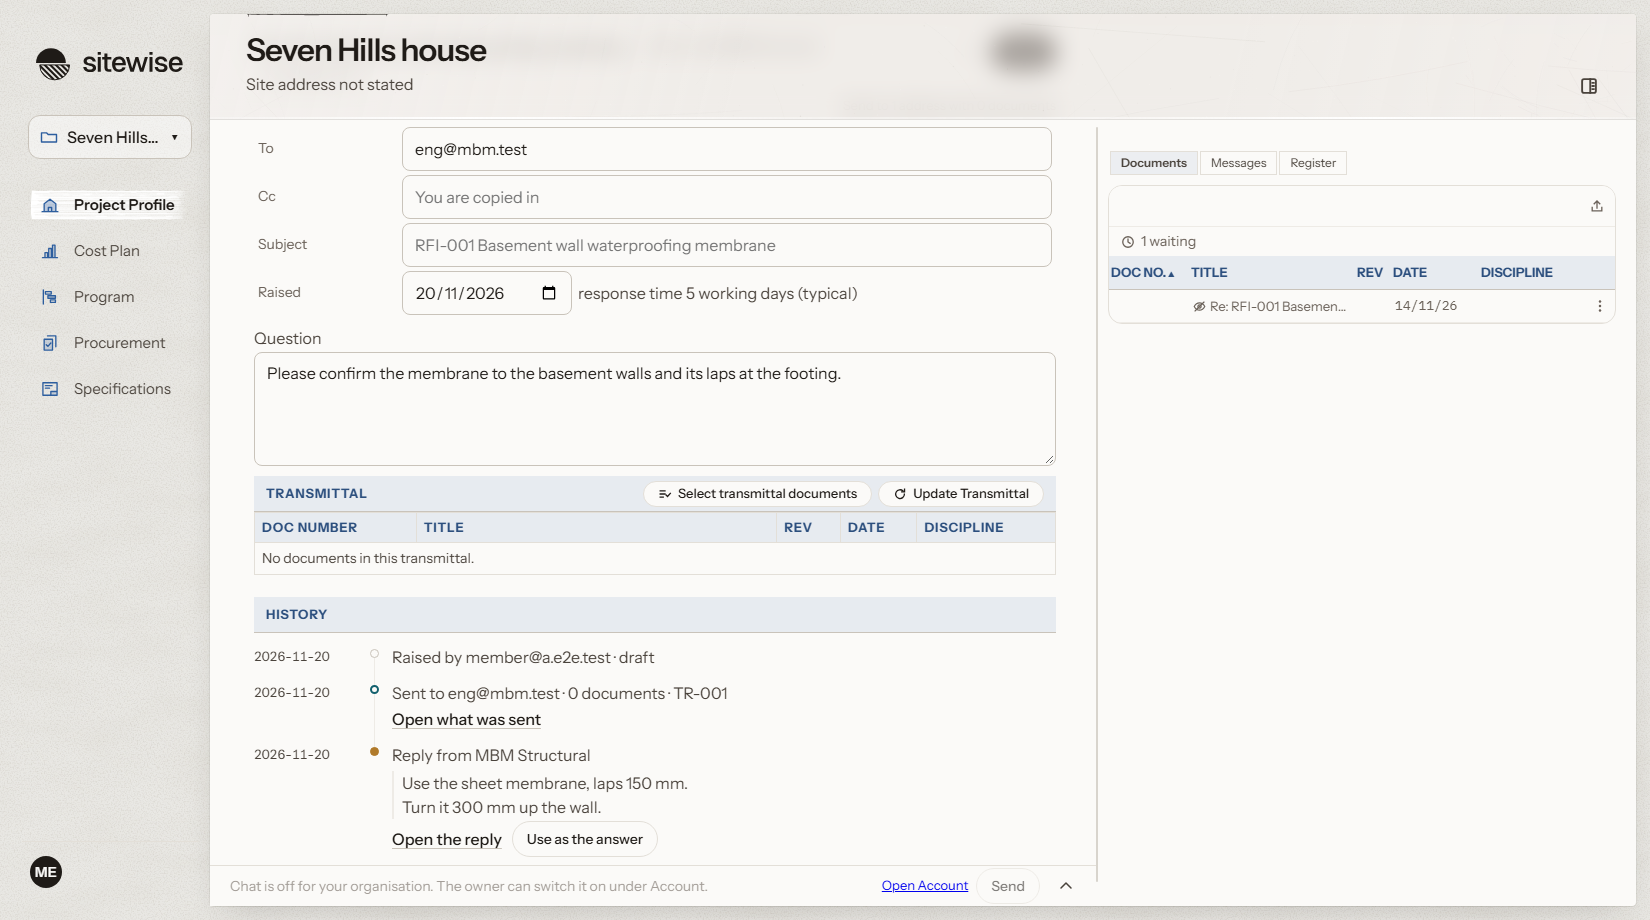 sitewise
Seven Hills...
Project Profile
Cost Plan
Program
Procurement
Specifications
ME
Seven Hills house
Site address not stated
To
eng@mbm.test
Cc
You are copied in
Subject
RFI-001 Basement wall waterproofing membrane
Raised
20/11/2026
response time 5 working days (typical)
Question
Please confirm the membrane to the basement walls and its laps at the footing.
TRANSMITTAL
Select transmittal documents
Update Transmittal
DOC NUMBER TITLE REV DATE DISCIPLINE
No documents in this transmittal.
HISTORY
2026-11-20 Raised by member@a.e2e.test · draft
2026-11-20 Sent to eng@mbm.test · 0 documents · TR-001
Open what was sent
2026-11-20 Reply from MBM Structural
Use the sheet membrane, laps 150 mm.
Turn it 300 mm up the wall.
Open the reply Use as the answer
Chat is off for your organisation. The owner can switch it on under Account.
Open Account Send
Documents Messages Register
1 waiting
DOC NO. TITLE REV DATE DISCIPLINE
Re: RFI-001 Basemen... 14/11/26